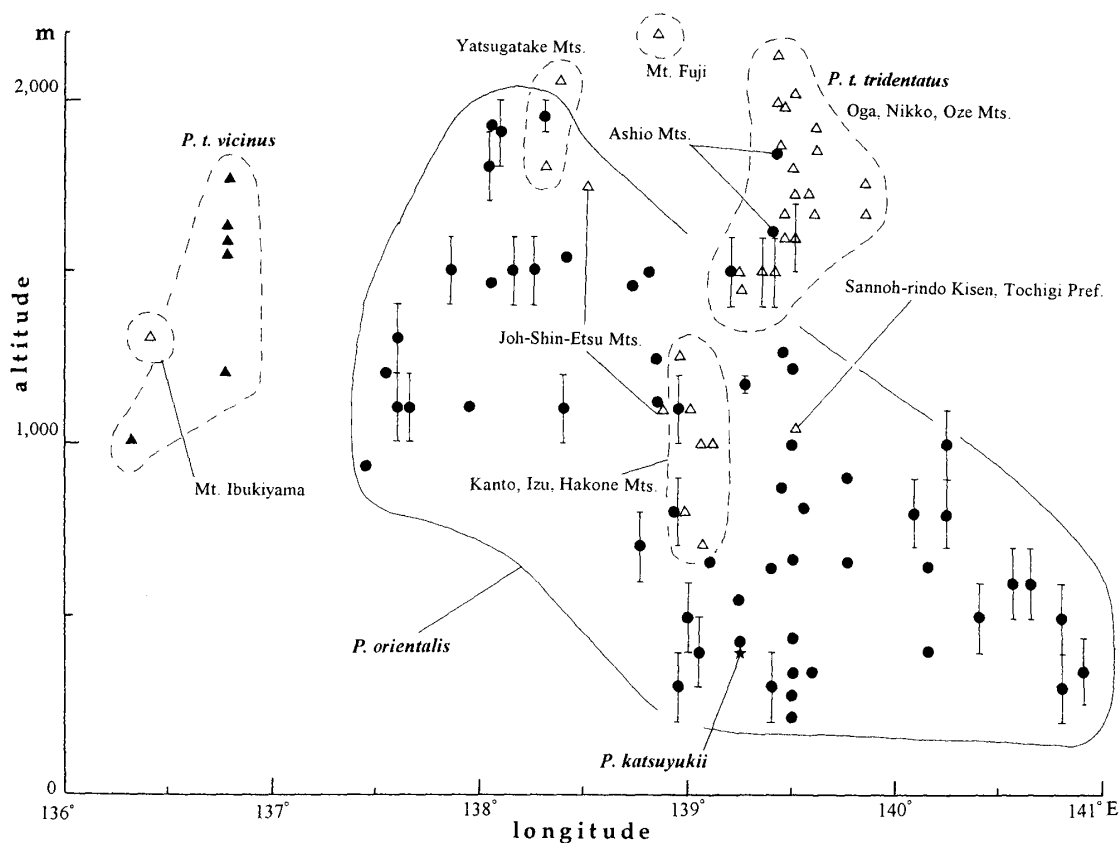 m
Yatsugatake Mts.
Mt. Fuji
2,000
P. t. tridentatus
Oga, Nikko, Oze Mts.
Ashio Mts.
P. t. vicinus
Sannoh-rindo Kisen, Tochigi Pref.
Joh-Shin-Etsu Mts.
altitude
1,000
Mt. Ibukiyama
Kanto, Izu, Hakone Mts.
P. orientalis
P. katsuyukii
0
136° 137° 138° 139° 140° 141° E
longitude